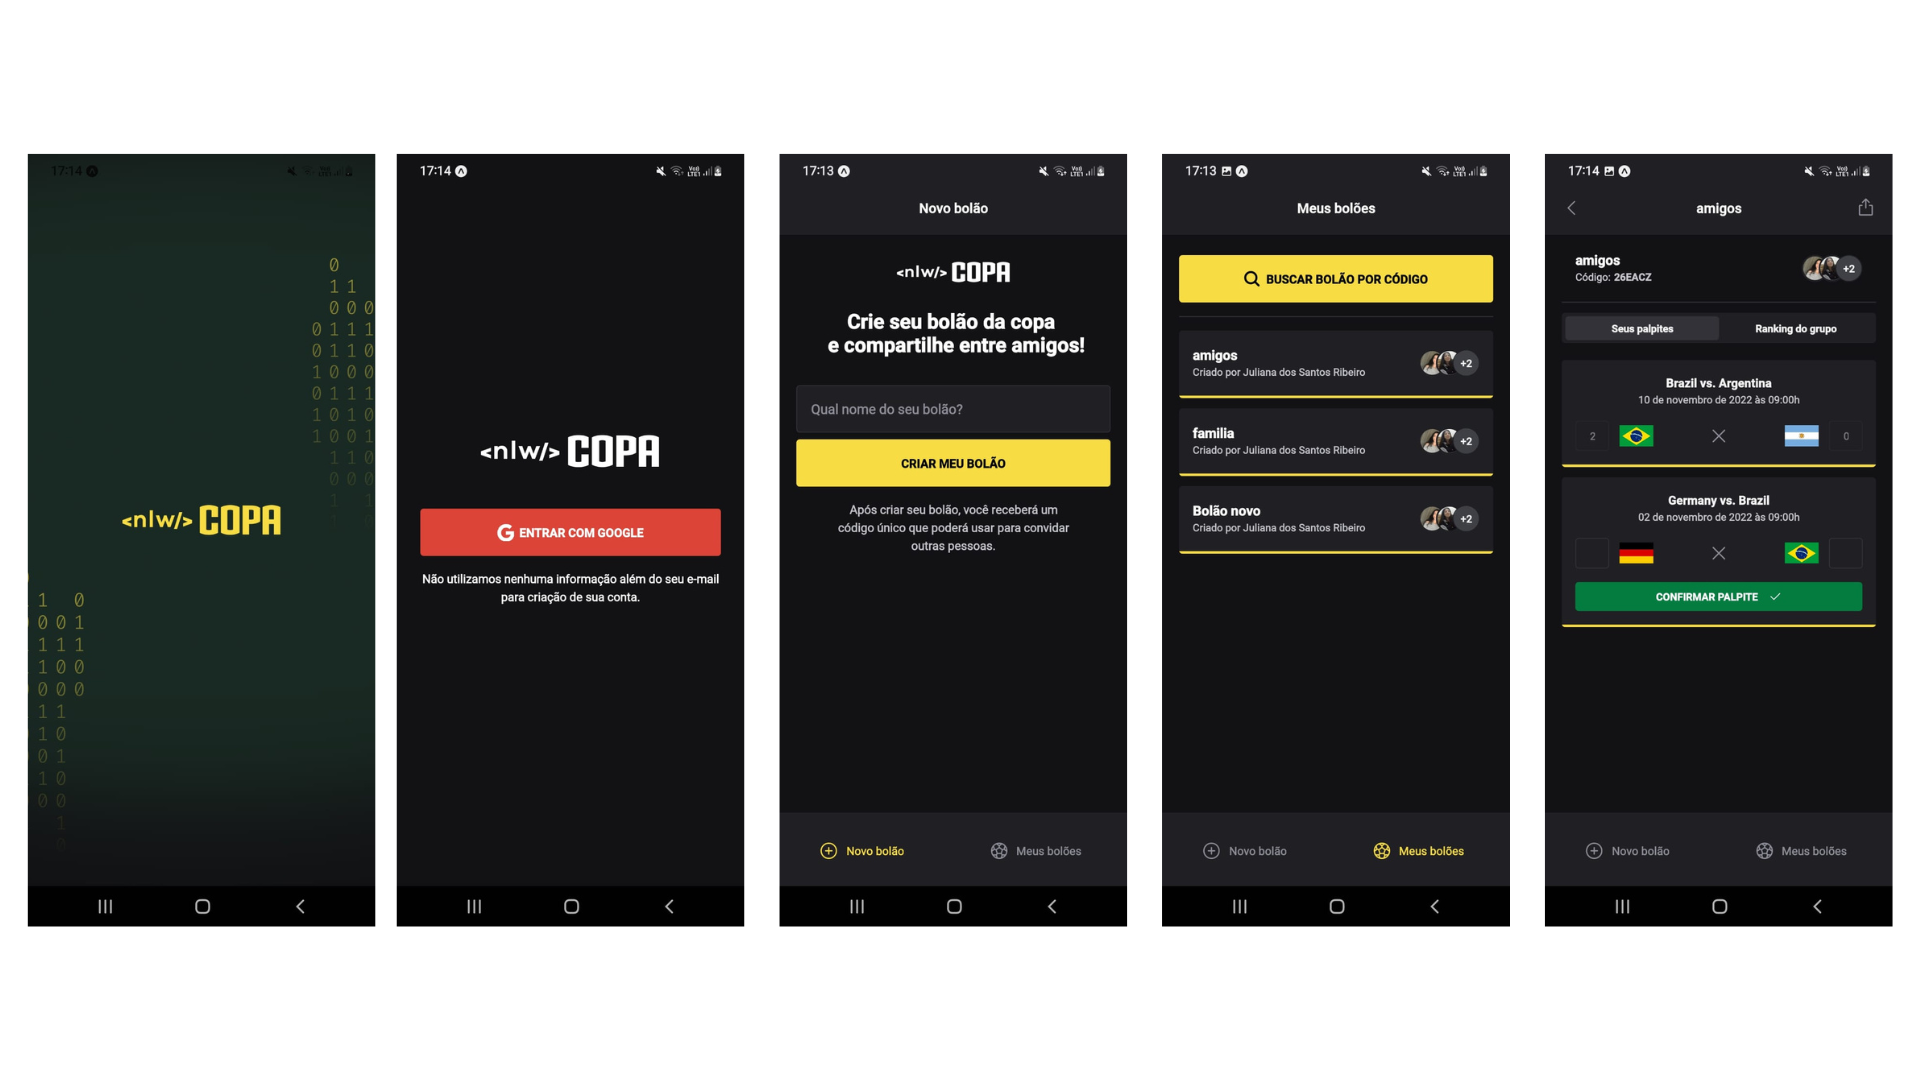 17:14
0
1 1
0 0 0
0 1 1 1
0 1 1 0
1 0 0 0
0 1 1 1
1 0 1 0
1 0 0 1
1 1 0
0 0 0
1 1
1
<nlw/> COPA
1 0
0 0 1
1 1 1
1 0 0
0 0 0
1 1
1 0
0 1
1 0
0 0
1
17:14
<nlw/> COPA
G ENTRAR COM GOOGLE
Não utilizamos nenhuma informação além do seu e-mail
para criação de sua conta.
17:13
Novo bolão
<nlw/> COPA
Crie seu bolão da copa
e compartilhe entre amigos!
Qual nome do seu bolão?
CRIAR MEU BOLÃO
Após criar seu bolão, você receberá um
código único que poderá usar para convidar
outras pessoas.
Novo bolão Meus bolões
17:13
Meus bolões
BUSCAR BOLÃO POR CÓDIGO
amigos
Criado por Juliana dos Santos Ribeiro
+2
familia
Criado por Juliana dos Santos Ribeiro
+2
Bolão novo
Criado por Juliana dos Santos Ribeiro
+2
Novo bolão Meus bolões
17:14
amigos
amigos
Código: 26EACZ
+2
Seus palpites Ranking do grupo
Brazil vs. Argentina
10 de novembro de 2022 às 09:00h
2 0
Germany vs. Brazil
02 de novembro de 2022 às 09:00h
CONFIRMAR PALPITE
Novo bolão Meus bolões